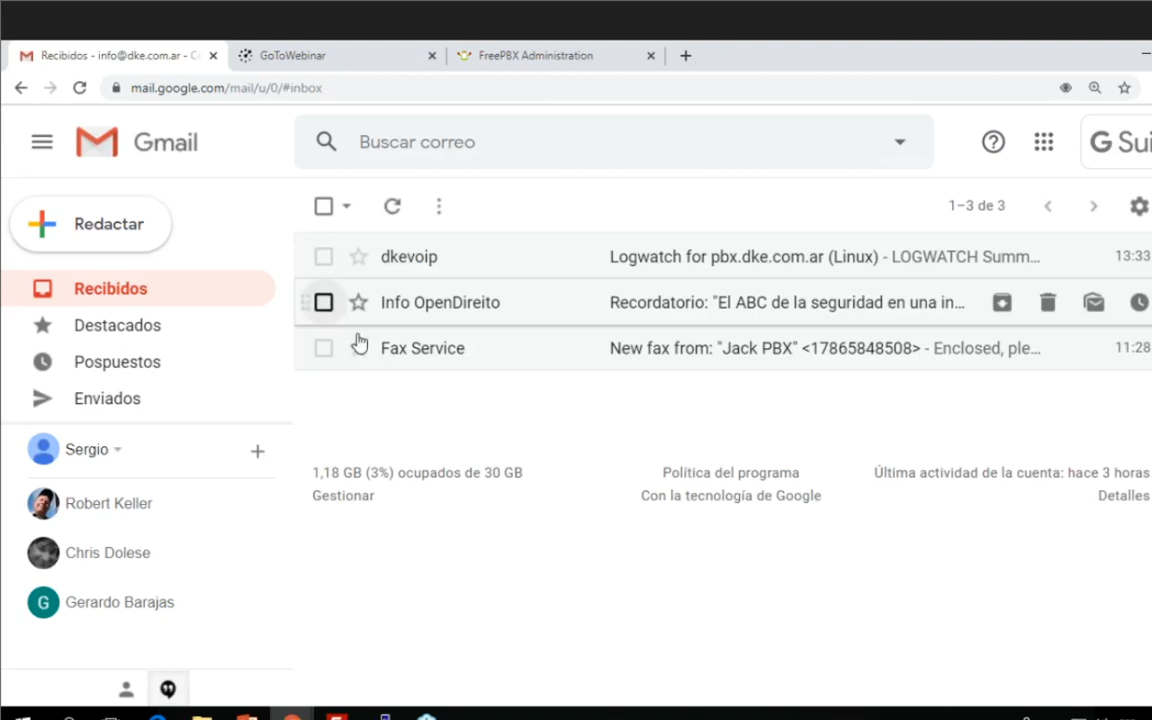 Recibidos - info@dke.com.ar - C
GoToWebinar
FreePBX Administration
mail.google.com/mail/u/0/#inbox
Gmail
Buscar correo
G Sui
Redactar
1–3 de 3
Recibidos
Destacados
Pospuestos
Enviados
dkevoip Logwatch for pbx.dke.com.ar (Linux) - LOGWATCH Summ... 13:33
Info OpenDireito Recordatorio: "El ABC de la seguridad en una in...
Fax Service New fax from: "Jack PBX" <17865848508> - Enclosed, ple... 11:28
Sergio
Robert Keller
Chris Dolese
G Gerardo Barajas
1,18 GB (3%) ocupados de 30 GB
Gestionar
Política del programa
Con la tecnología de Google
Última actividad de la cuenta: hace 3 horas
Detalles